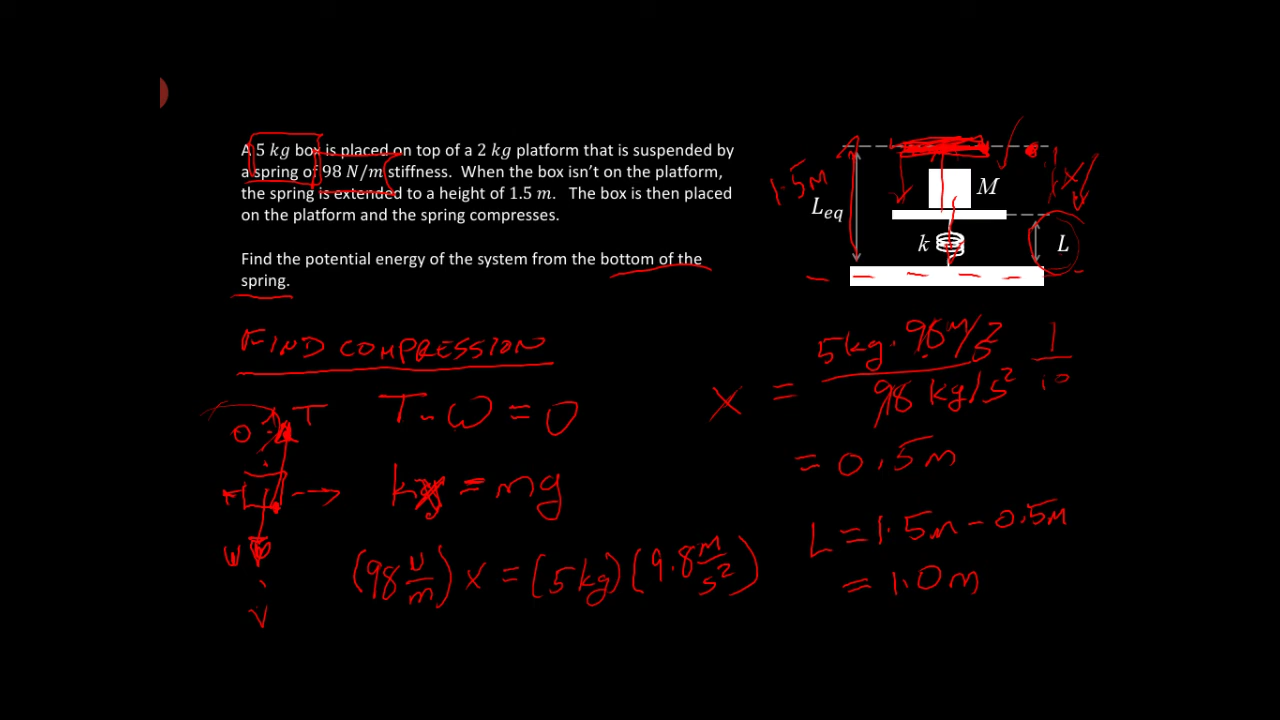 A 5 kg box is placed on top of a 2 kg platform that is suspended by
a spring of 98 N/m stiffness. When the box isn't on the platform,
the spring is extended to a height of 1.5 m. The box is then placed
on the platform and the spring compresses.
Find the potential energy of the system from the bottom of the
spring.
1.5M
L_eq
M
k
L
X
FIND COMPRESSION
T
W
T - W = 0
kx = mg
(98 N/m) X = (5kg)(9.8 m/s²)
X = 5kg · 98 m/s² / 98 kg/s² 1/10
= 0.5m
L = 1.5m - 0.5m
= 1.0m